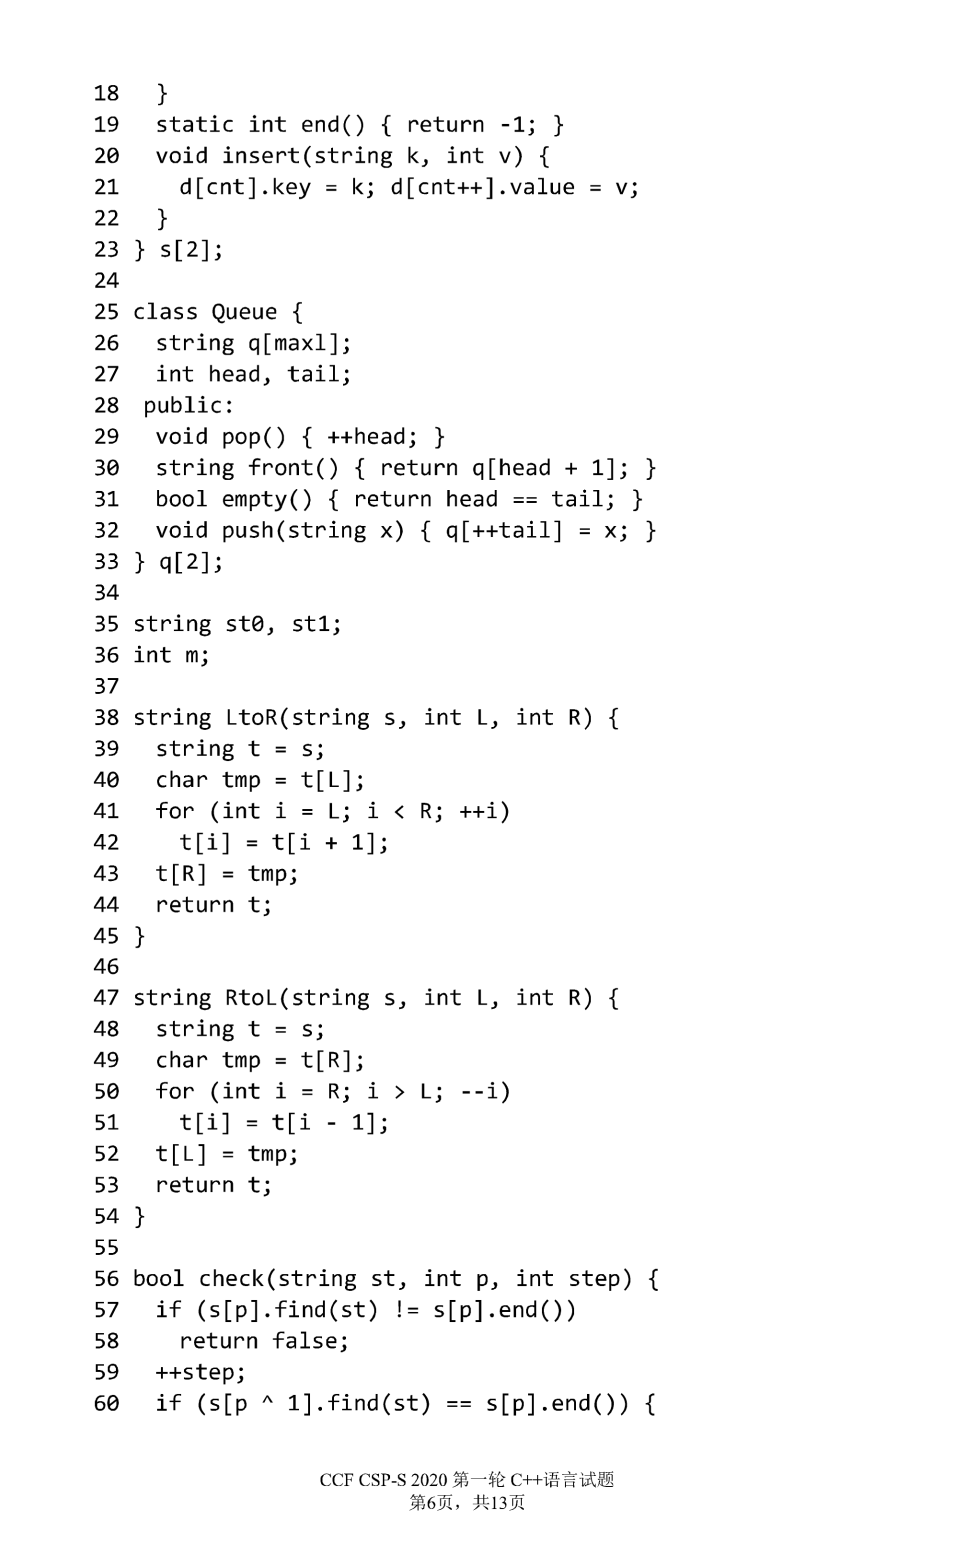 18   }
19   static int end() { return -1; }
20   void insert(string k, int v) {
21     d[cnt].key = k; d[cnt++].value = v;
22   }
23 } s[2];
24
25 class Queue {
26   string q[maxl];
27   int head, tail;
28  public:
29   void pop() { ++head; }
30   string front() { return q[head + 1]; }
31   bool empty() { return head == tail; }
32   void push(string x) { q[++tail] = x; }
33 } q[2];
34
35 string st0, st1;
36 int m;
37
38 string LtoR(string s, int L, int R) {
39   string t = s;
40   char tmp = t[L];
41   for (int i = L; i < R; ++i)
42     t[i] = t[i + 1];
43   t[R] = tmp;
44   return t;
45 }
46
47 string RtoL(string s, int L, int R) {
48   string t = s;
49   char tmp = t[R];
50   for (int i = R; i > L; --i)
51     t[i] = t[i - 1];
52   t[L] = tmp;
53   return t;
54 }
55
56 bool check(string st, int p, int step) {
57   if (s[p].find(st) != s[p].end())
58     return false;
59   ++step;
60   if (s[p ^ 1].find(st) == s[p].end()) {
CCF CSP-S 2020 第一轮 C++语言试题
第6页，共13页